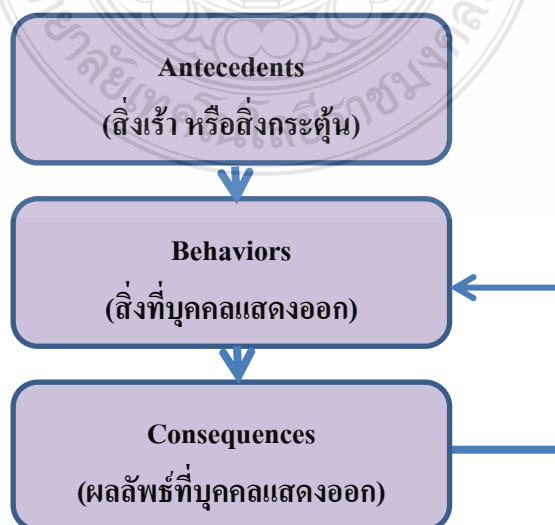 Antecedents
(สิ่งเร้า หรือสิ่งกระตุ้น)
Behaviors
(สิ่งที่บุคคลแสดงออก)
Consequences
(ผลลัพธ์ที่บุคคลแสดงออก)